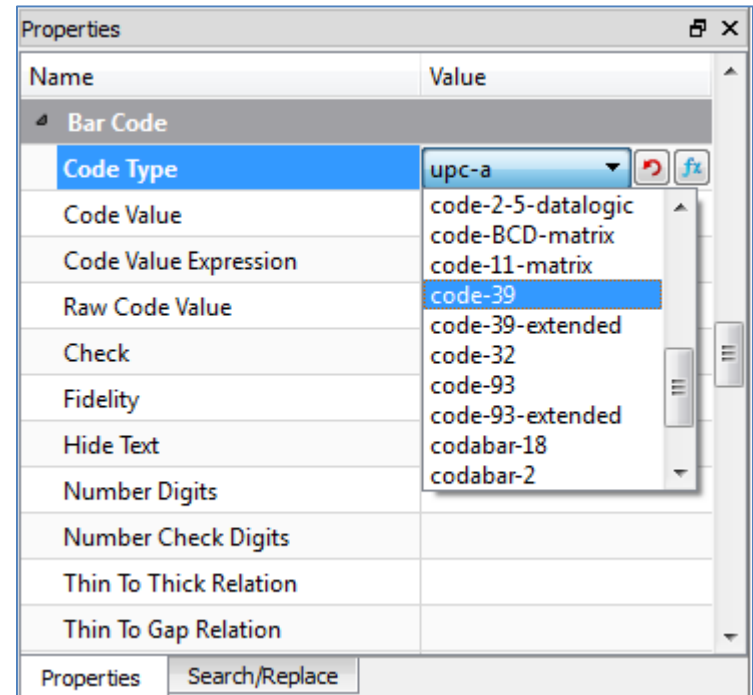 Properties
Name Value
Bar Code
Code Type upc-a fx
Code Value code-2-5-datalogic
code-BCD-matrix
Code Value Expression code-11-matrix
Raw Code Value code-39
code-39-extended
Check code-32
Fidelity code-93
code-93-extended
Hide Text codabar-18
Number Digits codabar-2
Number Check Digits
Thin To Thick Relation
Thin To Gap Relation
Properties Search/Replace